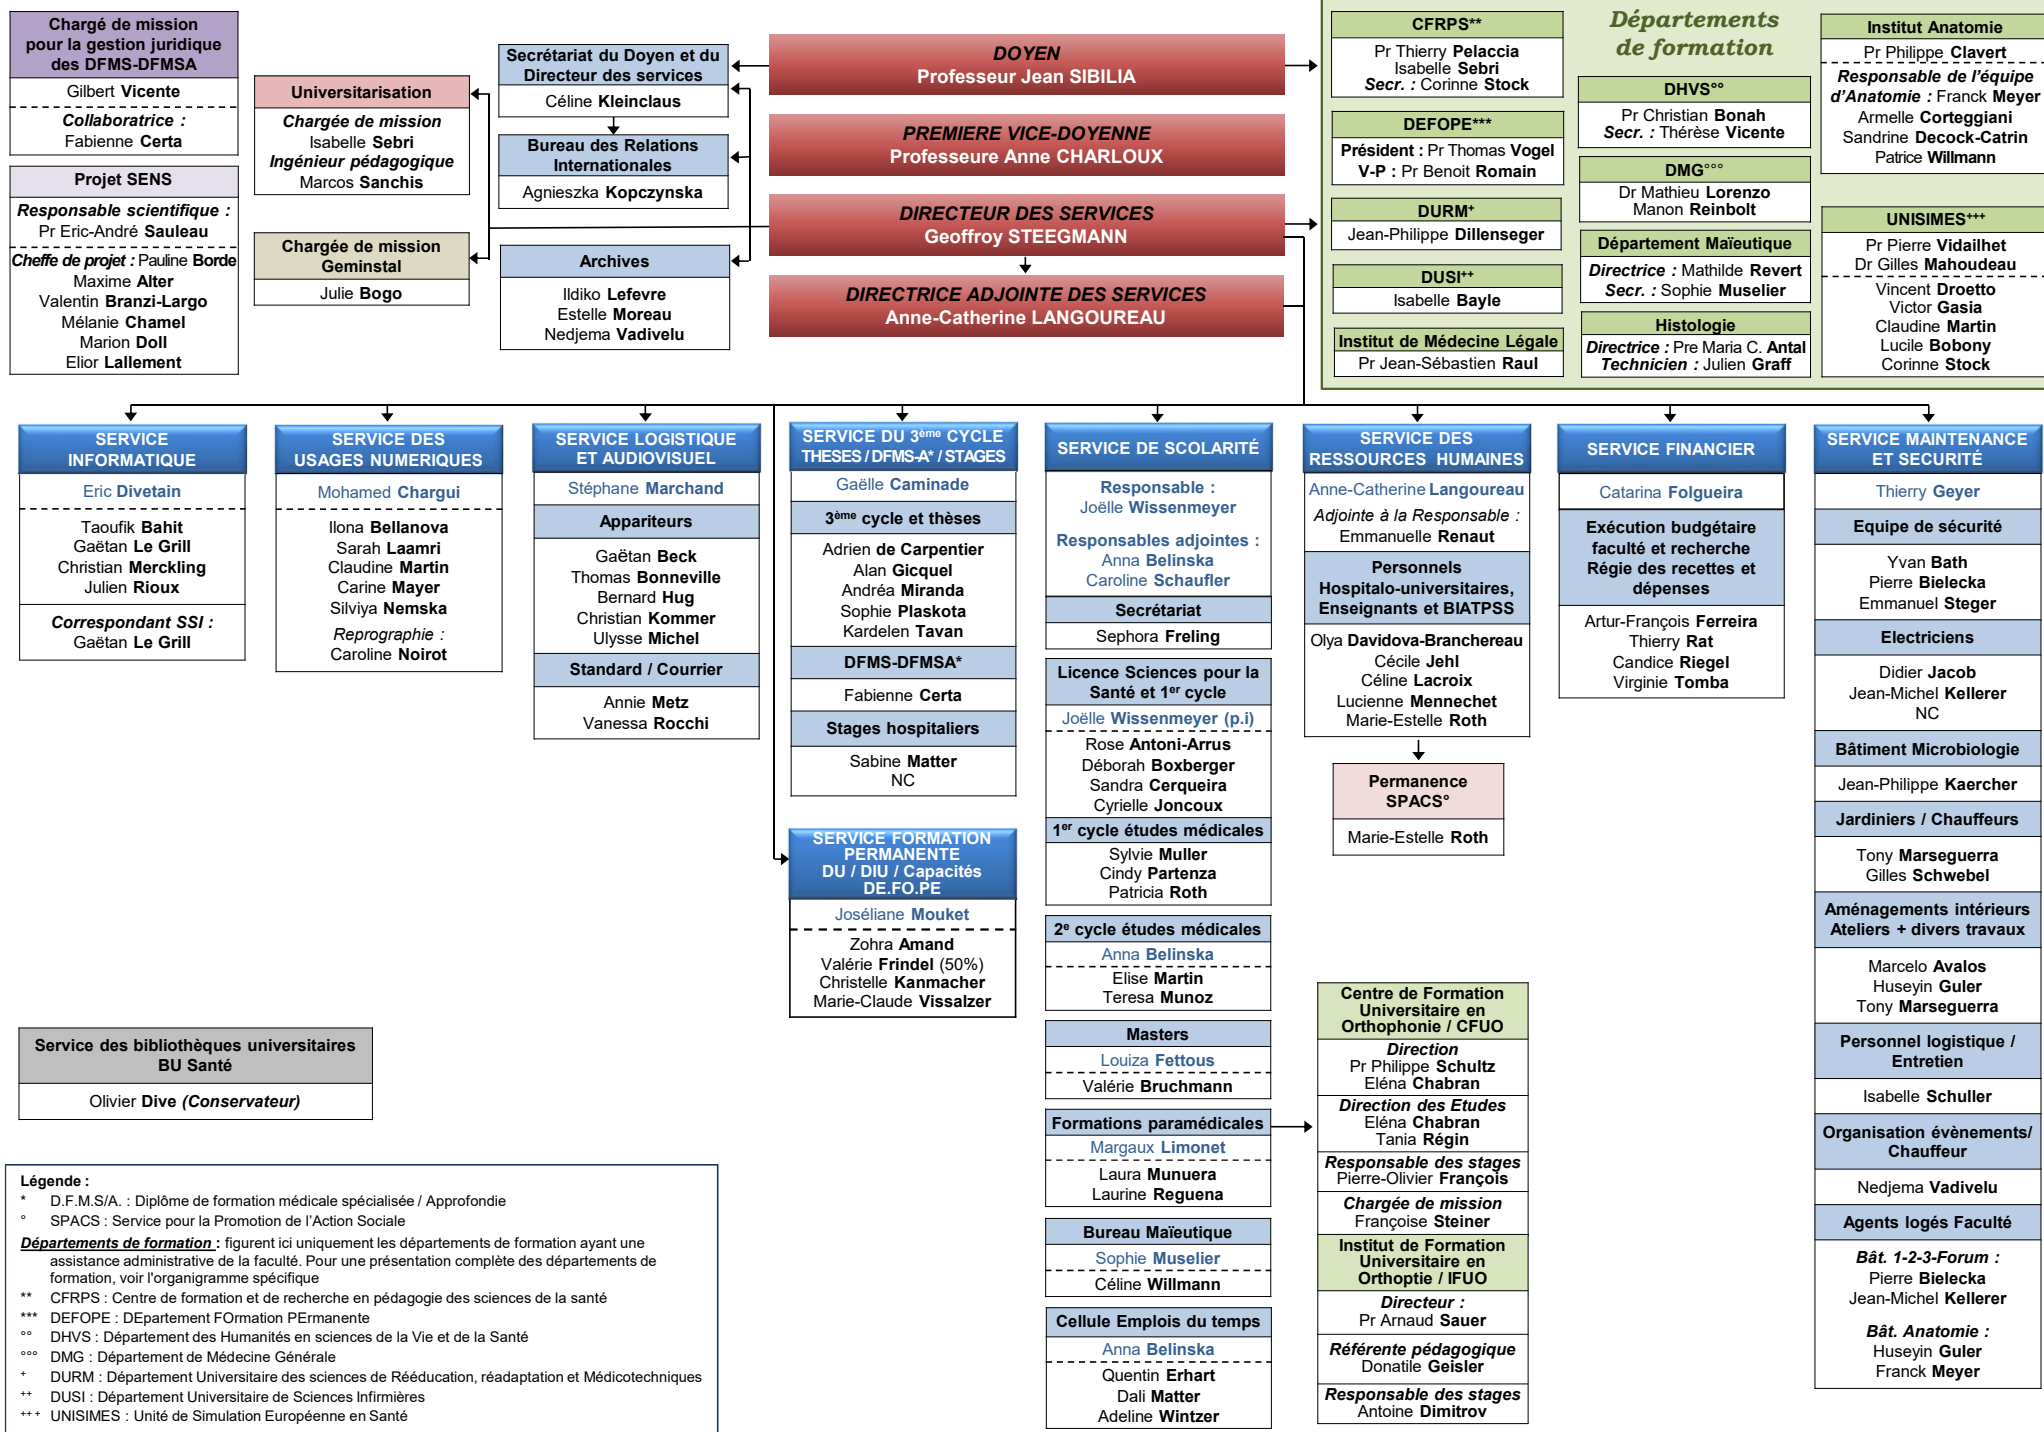 Chargé de mission
pour la gestion juridique
des DFMS-DFMSA
Gilbert Vicente
Collaboratrice :
Fabienne Certa
Projet SENS
Responsable scientifique :
Pr Eric-André Sauleau
Cheffe de projet : Pauline Borde
Maxime Alter
Valentin Branzi-Largo
Mélanie Chamel
Marion Doll
Elior Lallement
Universitarisation
Chargée de mission
Isabelle Sebri
Ingénieur pédagogique
Marcos Sanchis
Chargée de mission
Geminstal
Julie Bogo
Secrétariat du Doyen et du
Directeur des services
Céline Kleinclaus
Bureau des Relations
Internationales
Agnieszka Kopczynska
Archives
Ildiko Lefevre
Estelle Moreau
Nedjema Vadivelu
DOYEN
Professeur Jean SIBILIA
PREMIERE VICE-DOYENNE
Professeure Anne CHARLOUX
DIRECTEUR DES SERVICES
Geoffroy STEEGMANN
DIRECTRICE ADJOINTE DES SERVICES
Anne-Catherine LANGOUREAU
Départements
de formation
CFRPS**
Pr Thierry Pelaccia
Isabelle Sebri
Secr. : Corinne Stock
DEFOPE***
Président : Pr Thomas Vogel
V-P : Pr Benoit Romain
DURM+
Jean-Philippe Dillenseger
DUSI++
Isabelle Bayle
Institut de Médecine Légale
Pr Jean-Sébastien Raul
DHVS°°
Pr Christian Bonah
Secr. : Thérèse Vicente
DMG°°°
Dr Mathieu Lorenzo
Manon Reinbolt
Département Maïeutique
Directrice : Mathilde Revert
Secr. : Sophie Muselier
Histologie
Directrice : Pre Maria C. Antal
Technicien : Julien Graff
Institut Anatomie
Pr Philippe Clavert
Responsable de l'équipe
d'Anatomie : Franck Meyer
Armelle Corteggiani
Sandrine Decock-Catrin
Patrice Willmann
UNISIMES+++
Pr Pierre Vidailhet
Dr Gilles Mahoudeau
Vincent Droetto
Victor Gasia
Claudine Martin
Lucile Bobony
Corinne Stock
SERVICE
INFORMATIQUE
Eric Divetain
Taoufik Bahit
Gaëtan Le Grill
Christian Merckling
Julien Rioux
Correspondant SSI :
Gaëtan Le Grill
SERVICE DES
USAGES NUMERIQUES
Mohamed Chargui
Ilona Bellanova
Sarah Laamri
Claudine Martin
Carine Mayer
Silviya Nemska
Reprographie :
Caroline Noirot
SERVICE LOGISTIQUE
ET AUDIOVISUEL
Stéphane Marchand
Appariteurs
Gaëtan Beck
Thomas Bonneville
Bernard Hug
Christian Kommer
Ulysse Michel
Standard / Courrier
Annie Metz
Vanessa Rocchi
SERVICE DU 3ème CYCLE
THESES / DFMS-A* / STAGES
Gaëlle Caminade
3ème cycle et thèses
Adrien de Carpentier
Alan Gicquel
Andréa Miranda
Sophie Plaskota
Kardelen Tavan
DFMS-DFMSA*
Fabienne Certa
Stages hospitaliers
Sabine Matter
NC
SERVICE FORMATION
PERMANENTE
DU / DIU / Capacités
DE.FO.PE
Joséliane Mouket
Zohra Amand
Valérie Frindel (50%)
Christelle Kanmacher
Marie-Claude Vissalzer
SERVICE DE SCOLARITÉ
Responsable :
Joëlle Wissenmeyer
Responsables adjointes :
Anna Belinska
Caroline Schaufler
Secrétariat
Sephora Freling
Licence Sciences pour la
Santé et 1er cycle
Joëlle Wissenmeyer (p.i)
Rose Antoni-Arrus
Déborah Boxberger
Sandra Cerqueira
Cyrielle Joncoux
1er cycle études médicales
Sylvie Muller
Cindy Partenza
Patricia Roth
2e cycle études médicales
Anna Belinska
Elise Martin
Teresa Munoz
Masters
Louiza Fettous
Valérie Bruchmann
Formations paramédicales
Margaux Limonet
Laura Munuera
Laurine Reguena
Bureau Maïeutique
Sophie Muselier
Céline Willmann
Cellule Emplois du temps
Anna Belinska
Quentin Erhart
Dali Matter
Adeline Wintzer
SERVICE DES
RESSOURCES HUMAINES
Anne-Catherine Langoureau
Adjointe à la Responsable :
Emmanuelle Renaut
Personnels
Hospitalo-universitaires,
Enseignants et BIATPSS
Olya Davidova-Branchereau
Cécile Jehl
Céline Lacroix
Lucienne Mennechet
Marie-Estelle Roth
Permanence
SPACS°
Marie-Estelle Roth
Centre de Formation
Universitaire en
Orthophonie / CFUO
Direction
Pr Philippe Schultz
Eléna Chabran
Direction des Etudes
Eléna Chabran
Tania Régin
Responsable des stages
Pierre-Olivier François
Chargée de mission
Françoise Steiner
Institut de Formation
Universitaire en
Orthoptie / IFUO
Directeur :
Pr Arnaud Sauer
Référente pédagogique
Donatile Geisler
Responsable des stages
Antoine Dimitrov
SERVICE FINANCIER
Catarina Folgueira
Exécution budgétaire
faculté et recherche
Régie des recettes et
dépenses
Artur-François Ferreira
Thierry Rat
Candice Riegel
Virginie Tomba
SERVICE MAINTENANCE
ET SECURITÉ
Thierry Geyer
Equipe de sécurité
Yvan Bath
Pierre Bielecka
Emmanuel Steger
Electriciens
Didier Jacob
Jean-Michel Kellerer
NC
Bâtiment Microbiologie
Jean-Philippe Kaercher
Jardiniers / Chauffeurs
Tony Marseguerra
Gilles Schwebel
Aménagements intérieurs
Ateliers + divers travaux
Marcelo Avalos
Huseyin Guler
Tony Marseguerra
Personnel logistique /
Entretien
Isabelle Schuller
Organisation évènements/
Chauffeur
Nedjema Vadivelu
Agents logés Faculté
Bât. 1-2-3-Forum :
Pierre Bielecka
Jean-Michel Kellerer
Bât. Anatomie :
Huseyin Guler
Franck Meyer
Service des bibliothèques universitaires
BU Santé
Olivier Dive (Conservateur)
Légende :
* D.F.M.S/A. : Diplôme de formation médicale spécialisée / Approfondie
° SPACS : Service pour la Promotion de l'Action Sociale
Départements de formation : figurent ici uniquement les départements de formation ayant une
assistance administrative de la faculté. Pour une présentation complète des départements de
formation, voir l'organigramme spécifique
** CFRPS : Centre de formation et de recherche en pédagogie des sciences de la santé
*** DEFOPE : DEpartement FOrmation PErmanente
°° DHVS : Département des Humanités en sciences de la Vie et de la Santé
°°° DMG : Département de Médecine Générale
+ DURM : Département Universitaire des sciences de Rééducation, réadaptation et Médicotechniques
++ DUSI : Département Universitaire de Sciences Infirmières
+++ UNISIMES : Unité de Simulation Européenne en Santé